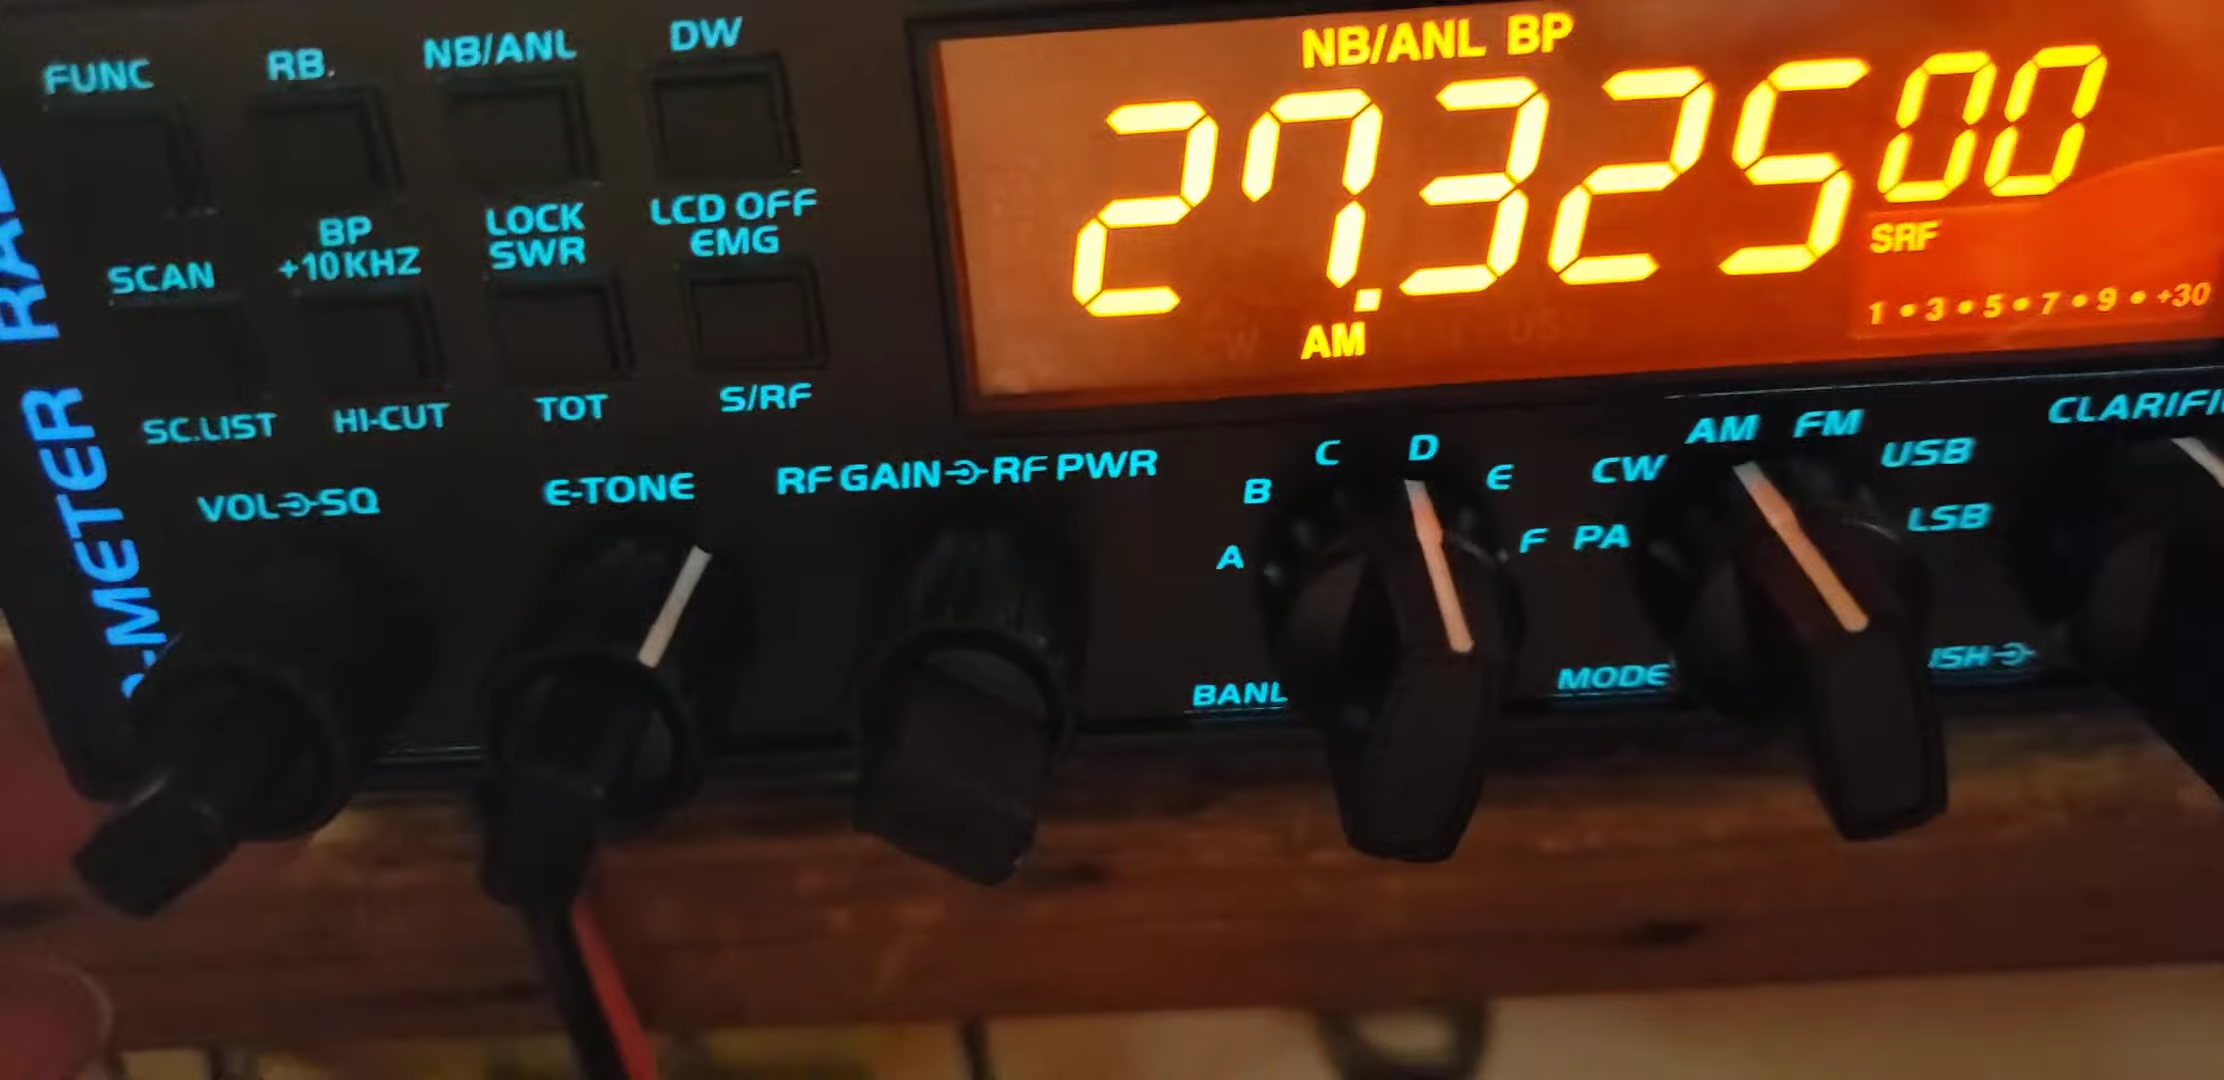 FUNC RB. NB/ANL DW
NB/ANL BP
27.32500
SCAN BP +10KHZ LOCK SWR LCD OFF EMG
SRF
1 • 3 • 5 • 7 • 9 • +30
AM
SC.LIST HI-CUT TOT S/RF
VOL SQ E-TONE RF GAIN RF PWR
A B C D E F
BANL
PA CW AM FM USB LSB
MODE
METER